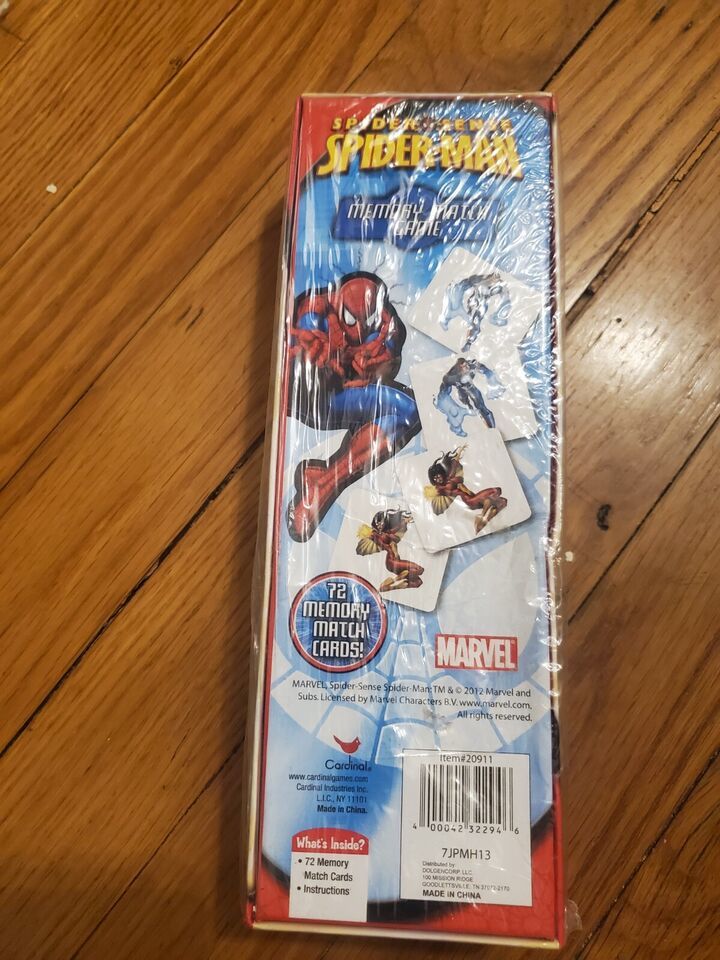 SPIDER SENSE
SPIDER-MAN
MEMORY MATCH
GAME
72
MEMORY
MATCH
CARDS!
MARVEL
MARVEL, Spider-Sense Spider-Man: TM & © 2012 Marvel and
Subs. Licensed by Marvel Characters B.V. www.marvel.com.
All rights reserved.
Cardinal®
www.cardinalgames.com
Cardinal Industries Inc.
L.I.C., NY 11101
Made in China.
What's Inside?
• 72 Memory
Match Cards
• Instructions
Item#20911
4 00042 32294 6
7JPMH13
Distributed by:
DOLGENCORP, LLC
100 MISSION RIDGE
GOODLETTSVILLE, TN 37072-2170
MADE IN CHINA